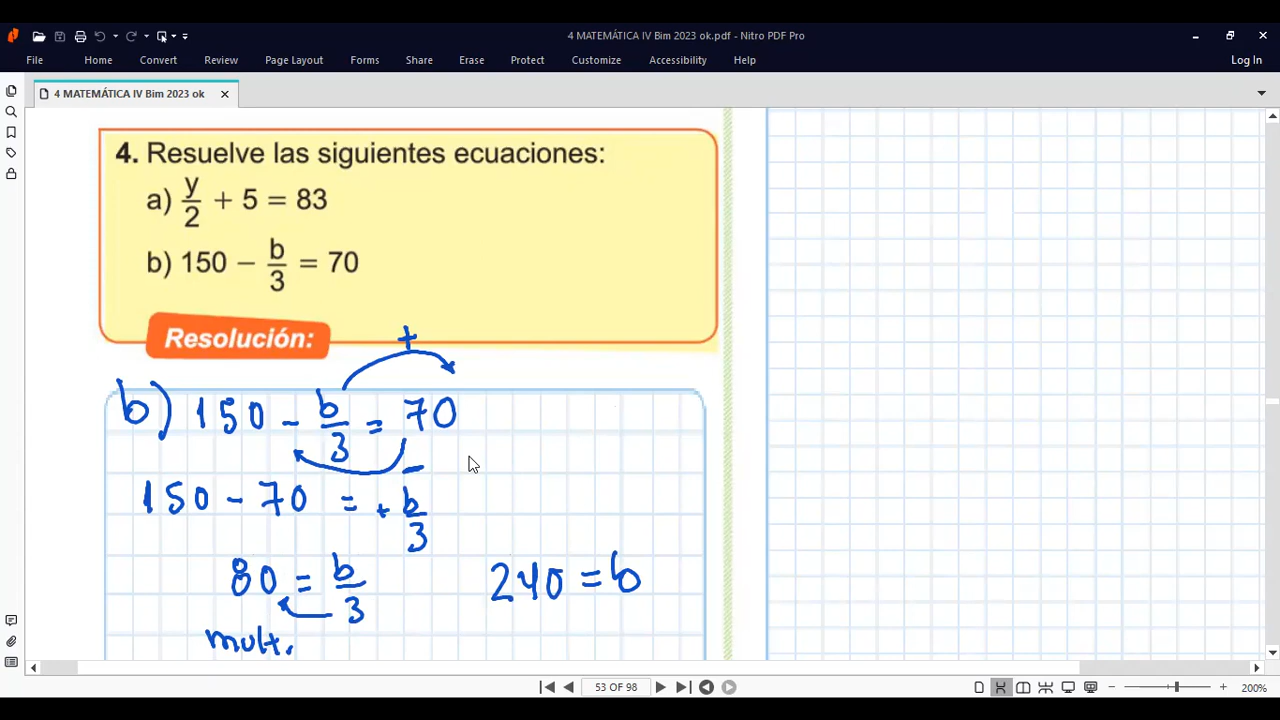 4 MATEMÁTICA IV Bim 2023 ok.pdf - Nitro PDF Pro
File Home Convert Review Page Layout Forms Share Erase Protect Customize Accessibility Help Log In
4 MATEMÁTICA IV Bim 2023 ok
4. Resuelve las siguientes ecuaciones:
a) y/2 + 5 = 83
b) 150 − b/3 = 70
Resolución:
+
b) 150 - b/3 = 70
-
150 - 70 = + b/3
80 = b/3 240 = b
mult.
53 OF 98 200%